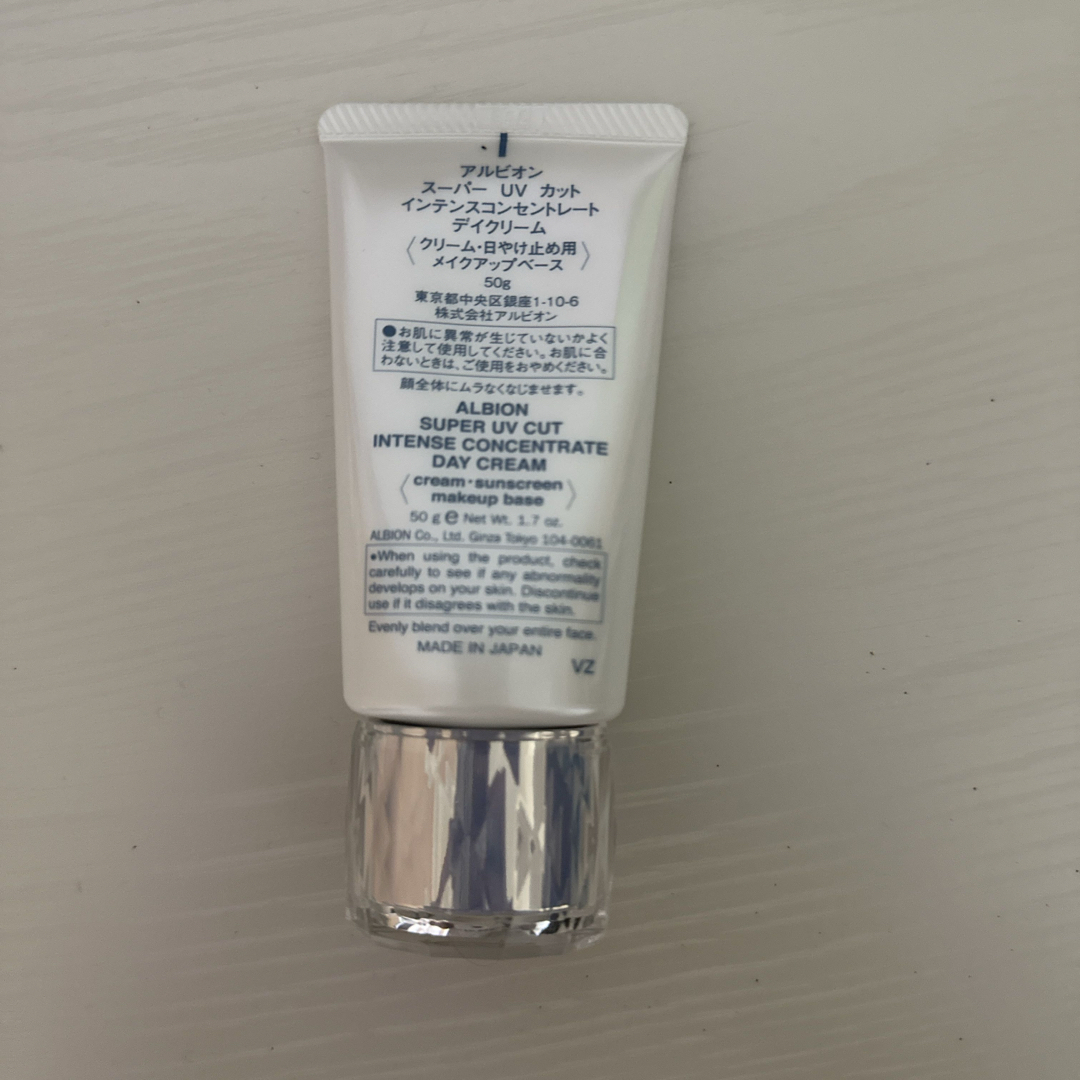 アルビオン
スーパー UV カット
インテンスコンセントレート
デイクリーム
〈クリーム・日やけ止め用
メイクアップベース〉
50g
東京都中央区銀座1-10-6
株式会社アルビオン
●お肌に異常が生じていないかよく
注意して使用してください。お肌に合
わないときは、ご使用をおやめください。
顔全体にムラなくなじませます。
ALBION
SUPER UV CUT
INTENSE CONCENTRATE
DAY CREAM
〈cream・sunscreen
makeup base〉
50 g e Net Wt. 1.7 oz.
ALBION Co., Ltd. Ginza Tokyo 104-0061
●When using the product, check
carefully to see if any abnormality
develops on your skin. Discontinue
use if it disagrees with the skin.
Evenly blend over your entire face.
MADE IN JAPAN
VZ